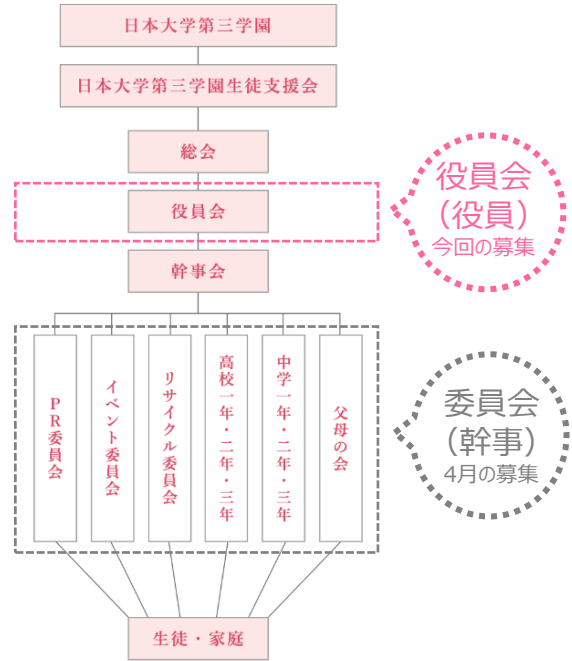 日本大学第三学園
日本大学第三学園生徒支援会
総会
役員会
幹事会
役員会
（役員）
今回の募集
PR委員会
イベント委員会
リサイクル委員会
高校一年・二年・三年
中学一年・二年・三年
父母の会
委員会
（幹事）
4月の募集
生徒・家庭